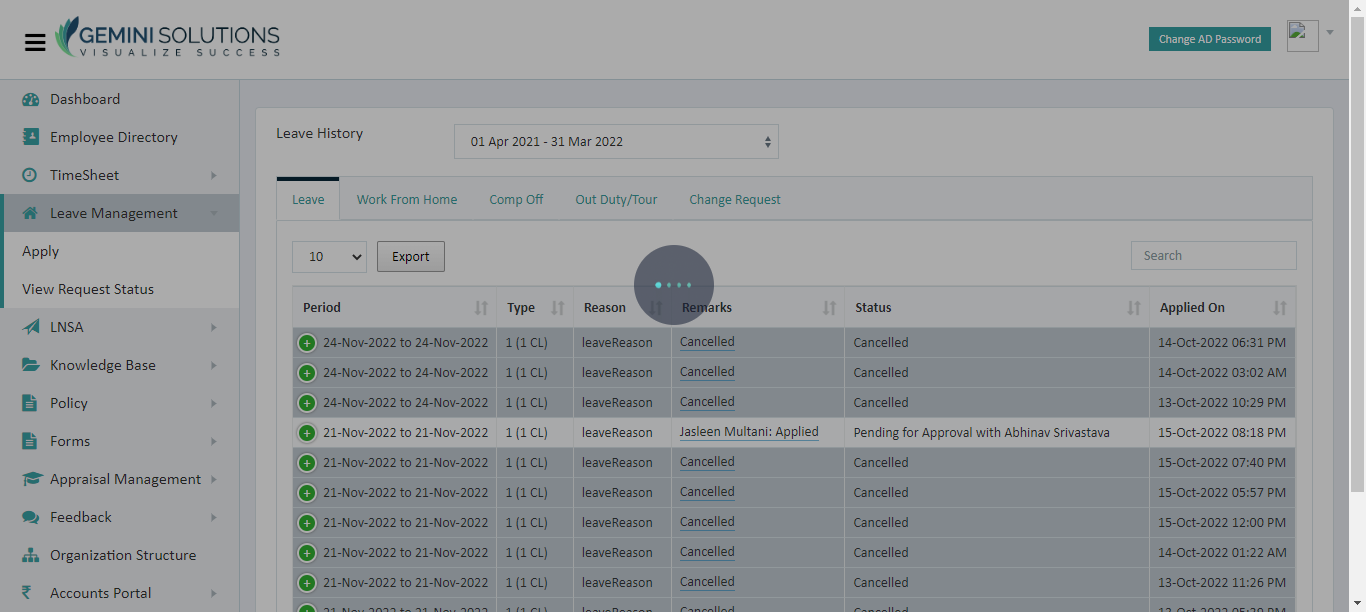 GEMINI SOLUTIONS
VISUALIZE SUCCESS
Change AD Password
Dashboard
Employee Directory
TimeSheet
Leave Management
Apply
View Request Status
LNSA
Knowledge Base
Policy
Forms
Appraisal Management
Feedback
Organization Structure
Accounts Portal
Leave History
01 Apr 2021 - 31 Mar 2022
Leave Work From Home Comp Off Out Duty/Tour Change Request
10 Export Search
Period Type Reason Remarks Status Applied On
24-Nov-2022 to 24-Nov-2022 1 (1 CL) leaveReason Cancelled Cancelled 14-Oct-2022 06:31 PM
24-Nov-2022 to 24-Nov-2022 1 (1 CL) leaveReason Cancelled Cancelled 14-Oct-2022 03:02 AM
24-Nov-2022 to 24-Nov-2022 1 (1 CL) leaveReason Cancelled Cancelled 13-Oct-2022 10:29 PM
21-Nov-2022 to 21-Nov-2022 1 (1 CL) leaveReason Jasleen Multani: Applied Pending for Approval with Abhinav Srivastava 15-Oct-2022 08:18 PM
21-Nov-2022 to 21-Nov-2022 1 (1 CL) leaveReason Cancelled Cancelled 15-Oct-2022 07:40 PM
21-Nov-2022 to 21-Nov-2022 1 (1 CL) leaveReason Cancelled Cancelled 15-Oct-2022 05:57 PM
21-Nov-2022 to 21-Nov-2022 1 (1 CL) leaveReason Cancelled Cancelled 15-Oct-2022 12:00 PM
21-Nov-2022 to 21-Nov-2022 1 (1 CL) leaveReason Cancelled Cancelled 14-Oct-2022 01:22 AM
21-Nov-2022 to 21-Nov-2022 1 (1 CL) leaveReason Cancelled Cancelled 13-Oct-2022 11:26 PM